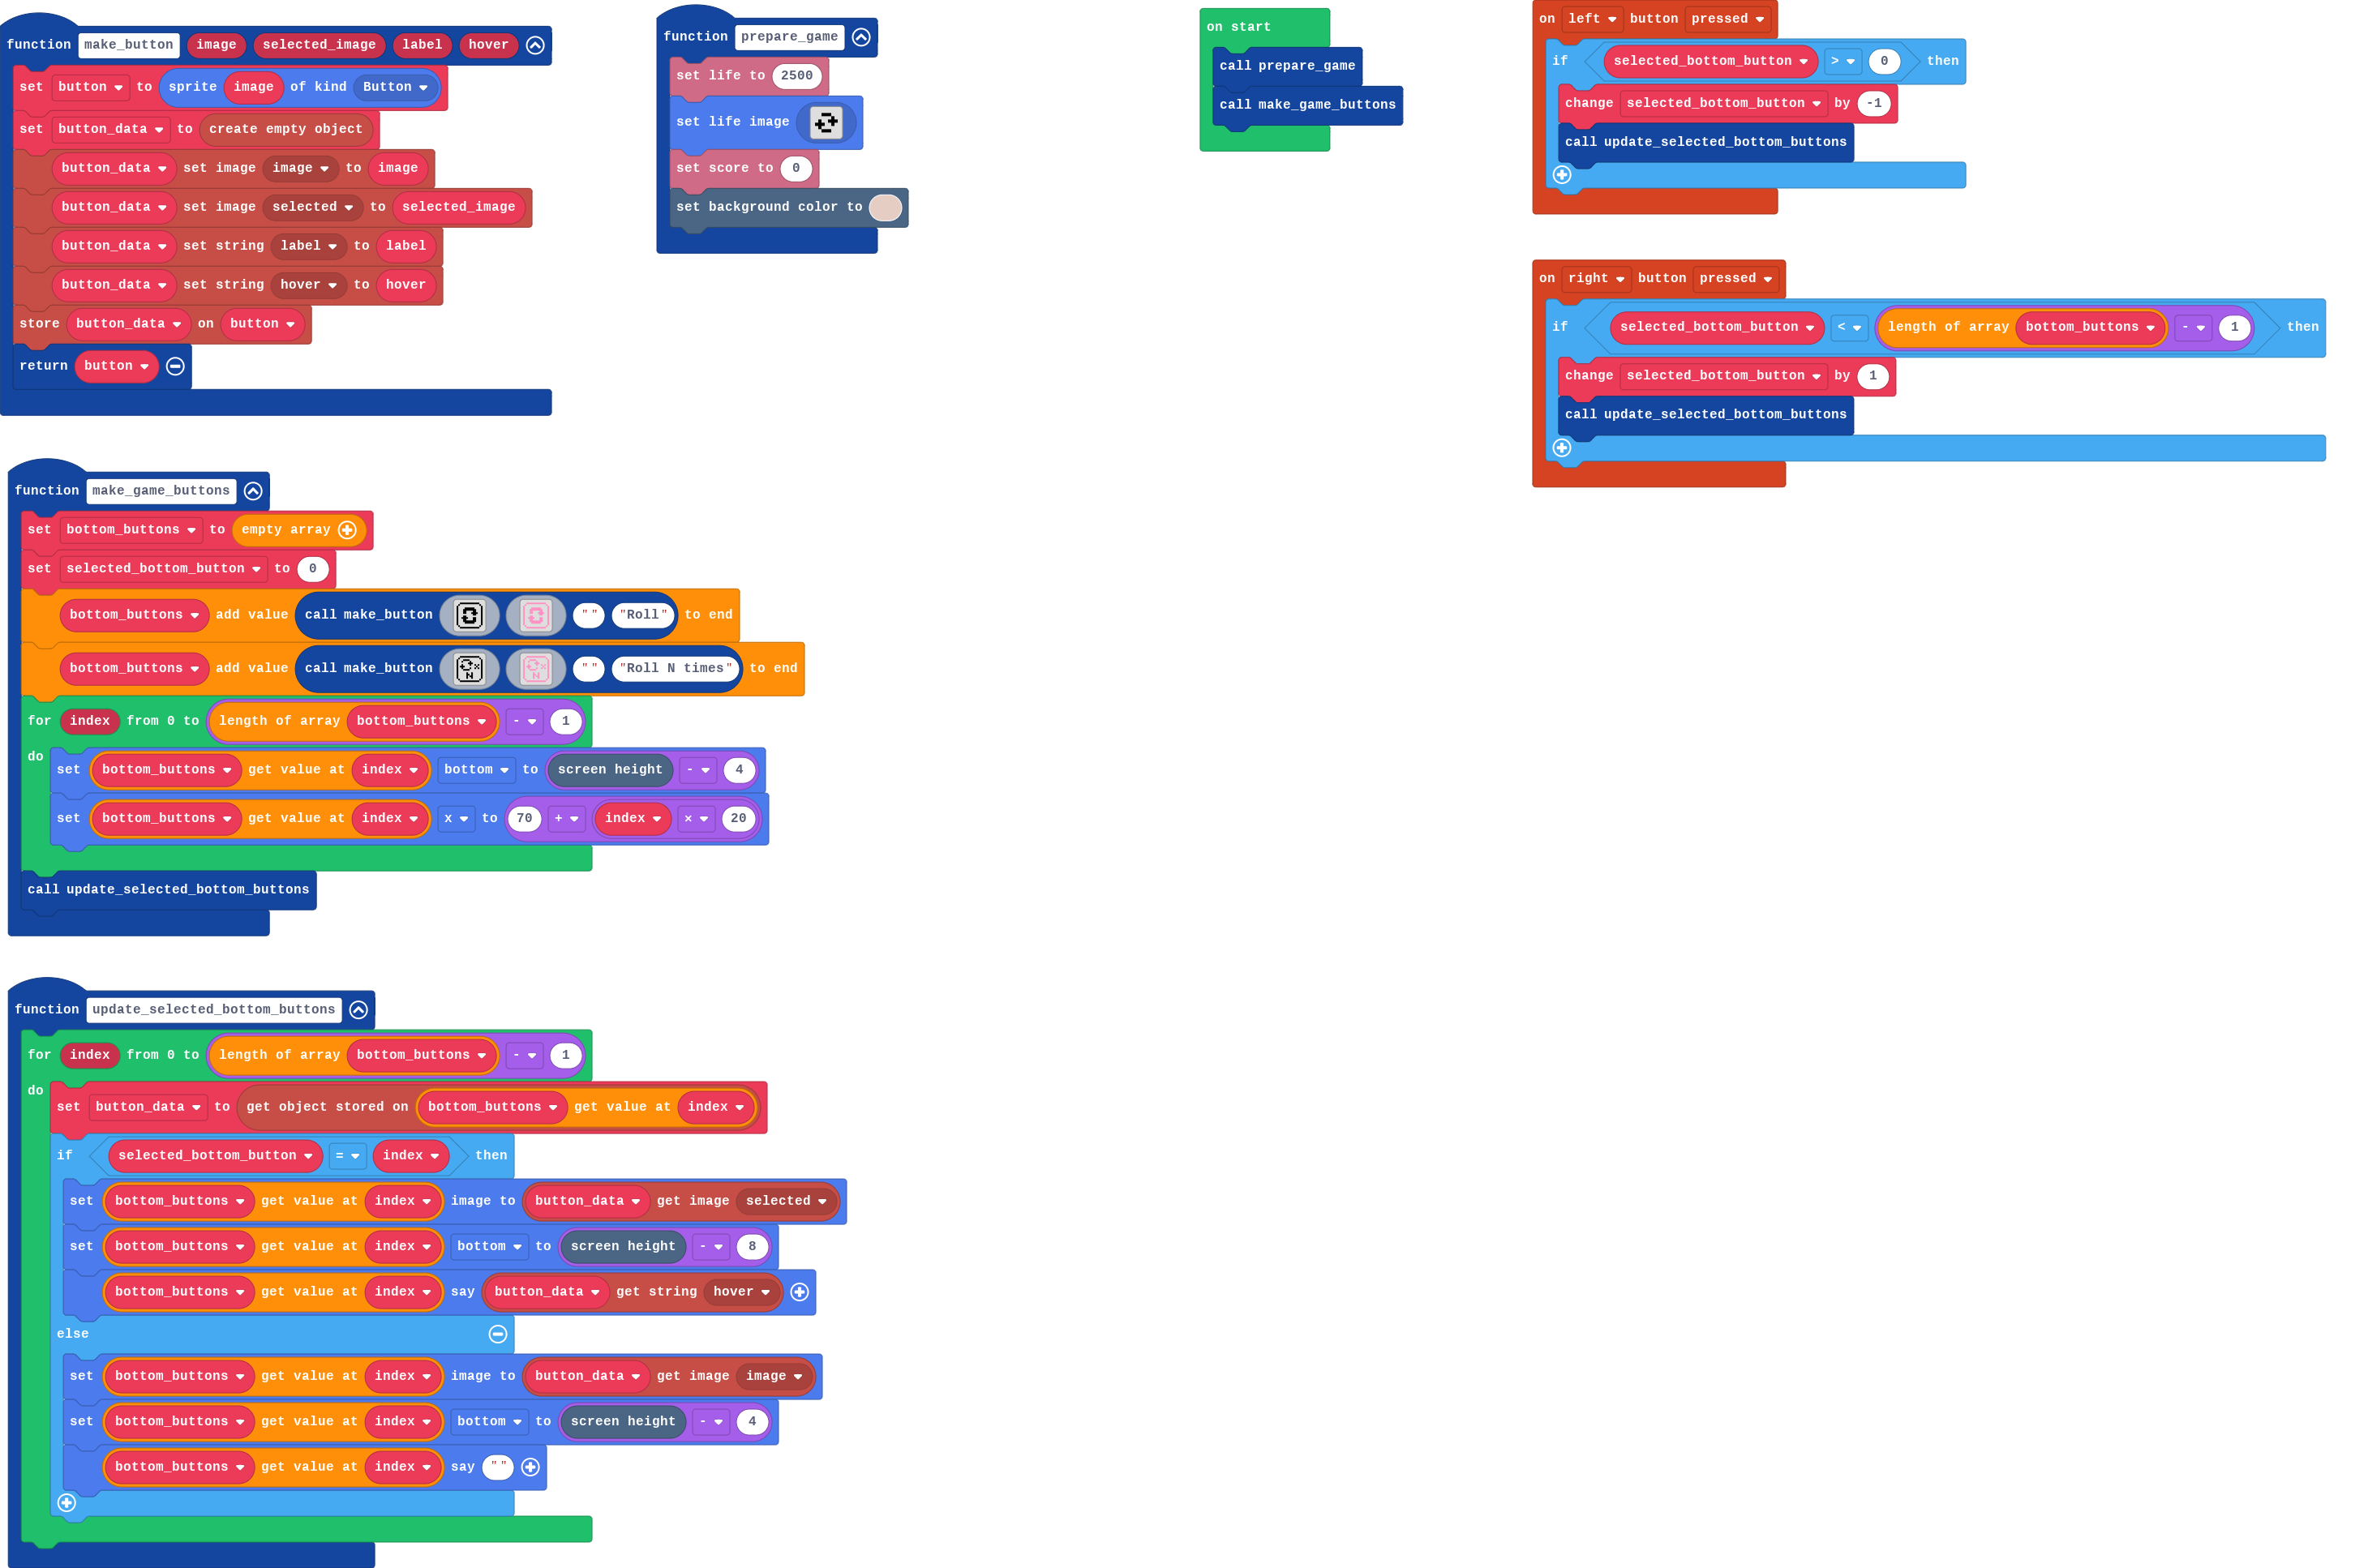 function make_button image selected_image label hover
set button to sprite image of kind Button
set button_data to create empty object
button_data set image image to image
button_data set image selected to selected_image
button_data set string label to label
button_data set string hover to hover
store button_data on button
return button
function prepare_game
set life to 2500
set life image
set score to 0
set background color to
on start
call prepare_game
call make_game_buttons
on left button pressed
if selected_bottom_button > 0 then
change selected_bottom_button by -1
call update_selected_bottom_buttons
on right button pressed
if selected_bottom_button < length of array bottom_buttons - 1 then
change selected_bottom_button by 1
call update_selected_bottom_buttons
function make_game_buttons
set bottom_buttons to empty array
set selected_bottom_button to 0
bottom_buttons add value call make_button "" "Roll" to end
bottom_buttons add value call make_button N N "" "Roll N times" to end
for index from 0 to length of array bottom_buttons - 1
do
set bottom_buttons get value at index bottom to screen height - 4
set bottom_buttons get value at index x to 70 + index × 20
call update_selected_bottom_buttons
function update_selected_bottom_buttons
for index from 0 to length of array bottom_buttons - 1
do
set button_data to get object stored on bottom_buttons get value at index
if selected_bottom_button = index then
set bottom_buttons get value at index image to button_data get image selected
set bottom_buttons get value at index bottom to screen height - 8
bottom_buttons get value at index say button_data get string hover
else
set bottom_buttons get value at index image to button_data get image image
set bottom_buttons get value at index bottom to screen height - 4
bottom_buttons get value at index say ""